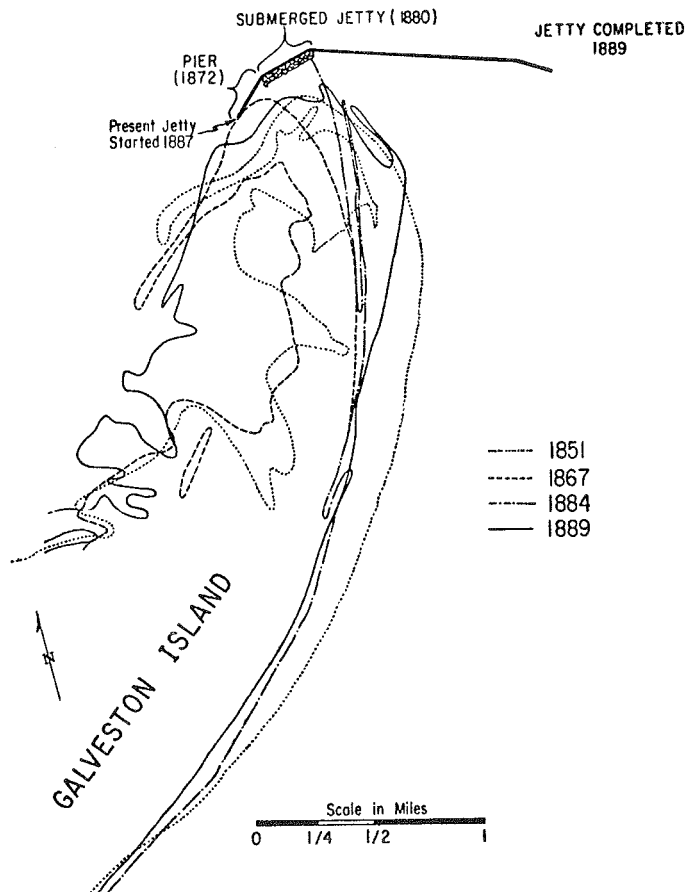 SUBMERGED JETTY (1880)
JETTY COMPLETED
1889
PIER
(1872)
Present Jetty
Started 1887
1851
1867
1884
1889
N
GALVESTON ISLAND
Scale in Miles
0 1/4 1/2 1